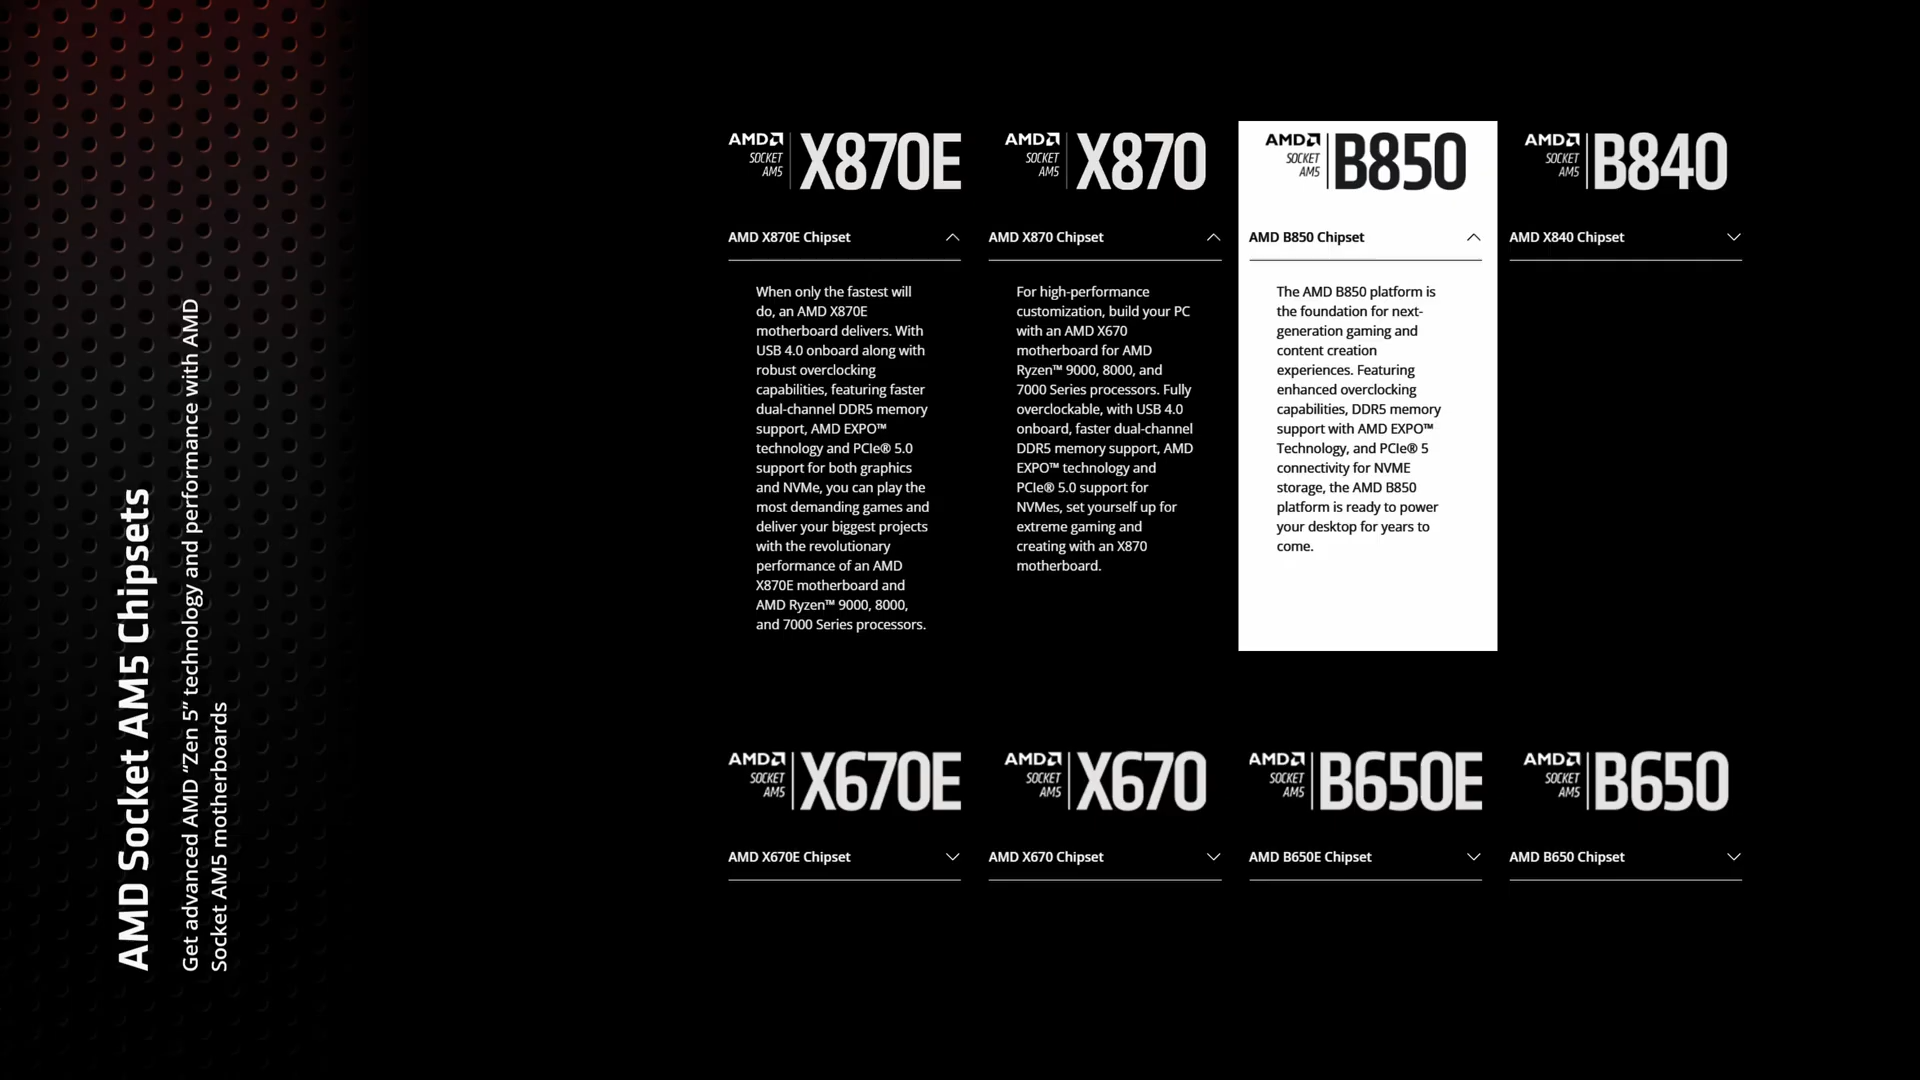 AMD Socket AM5 Chipsets
Get advanced AMD “Zen 5” technology and performance with AMD
Socket AM5 motherboards
AMD
SOCKET
AM5
X870E
AMD X870E Chipset
When only the fastest will
do, an AMD X870E
motherboard delivers. With
USB 4.0 onboard along with
robust overclocking
capabilities, featuring faster
dual-channel DDR5 memory
support, AMD EXPO™
technology and PCIe® 5.0
support for both graphics
and NVMe, you can play the
most demanding games and
deliver your biggest projects
with the revolutionary
performance of an AMD
X870E motherboard and
AMD Ryzen™ 9000, 8000,
and 7000 Series processors.
AMD
SOCKET
AM5
X870
AMD X870 Chipset
For high-performance
customization, build your PC
with an AMD X670
motherboard for AMD
Ryzen™ 9000, 8000, and
7000 Series processors. Fully
overclockable, with USB 4.0
onboard, faster dual-channel
DDR5 memory support, AMD
EXPO™ technology and
PCIe® 5.0 support for
NVMes, set yourself up for
extreme gaming and
creating with an X870
motherboard.
AMD
SOCKET
AM5
B850
AMD B850 Chipset
The AMD B850 platform is
the foundation for next-
generation gaming and
content creation
experiences. Featuring
enhanced overclocking
capabilities, DDR5 memory
support with AMD EXPO™
Technology, and PCIe® 5
connectivity for NVME
storage, the AMD B850
platform is ready to power
your desktop for years to
come.
AMD
SOCKET
AM5
B840
AMD X840 Chipset
AMD
SOCKET
AM5
X670E
AMD X670E Chipset
AMD
SOCKET
AM5
X670
AMD X670 Chipset
AMD
SOCKET
AM5
B650E
AMD B650E Chipset
AMD
SOCKET
AM5
B650
AMD B650 Chipset